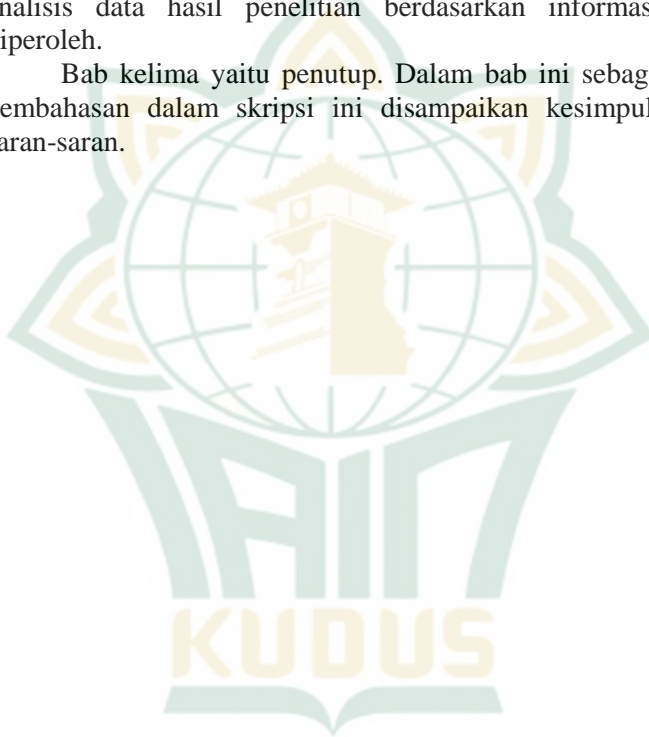 nalisis data hasil penelitian berdasarkan informas
iperoleh.
Bab kelima yaitu penutup. Dalam bab ini sebag
embahasan dalam skripsi ini disampaikan kesimpul
aran-saran.
IAIN
KUDUS